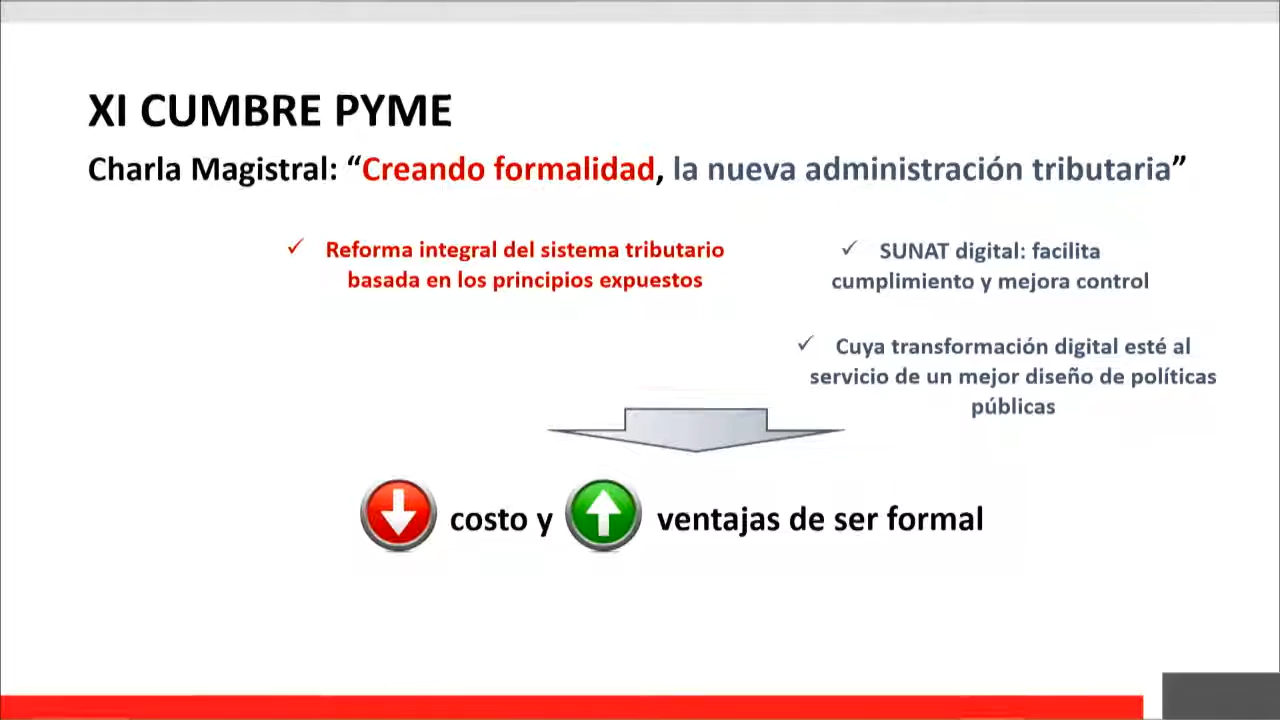 XI CUMBRE PYME
Charla Magistral: “Creando formalidad, la nueva administración tributaria”
✓ Reforma integral del sistema tributario
basada en los principios expuestos
✓ SUNAT digital: facilita
cumplimiento y mejora control
✓ Cuya transformación digital esté al
servicio de un mejor diseño de políticas
públicas
costo y ventajas de ser formal